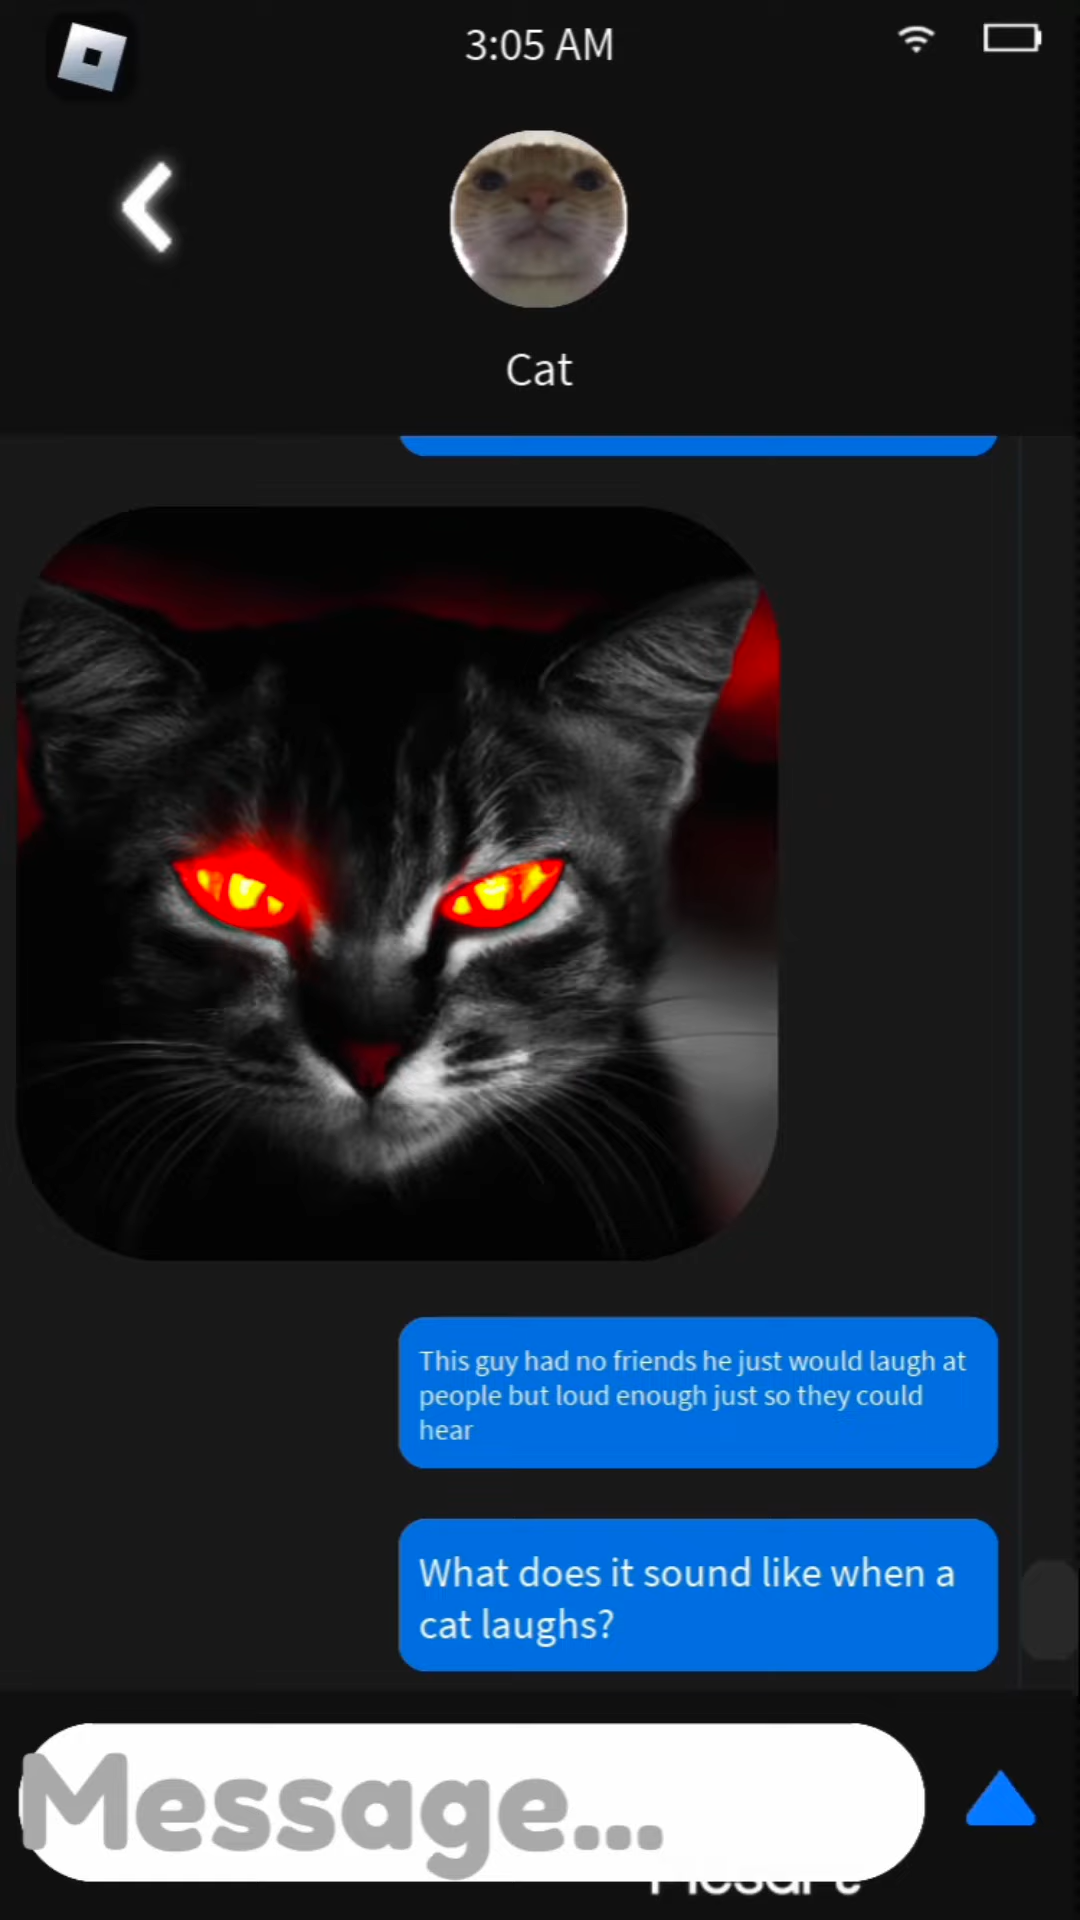 3:05 AM
Cat
This guy had no friends he just would laugh at
people but loud enough just so they could
hear
What does it sound like when a
cat laughs?
Message...